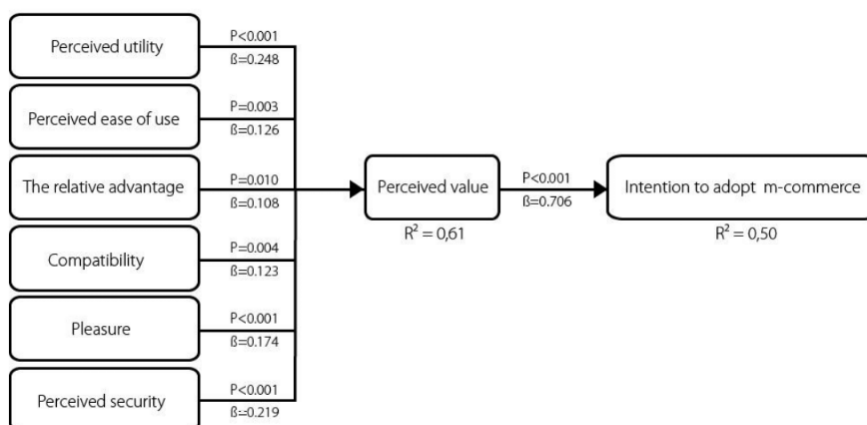 Perceived utility
P<0.001
ß=0.248
Perceived ease of use
P=0.003
ß=0.126
The relative advantage
P=0.010
ß=0.108
Compatibility
P=0.004
ß=0.123
Pleasure
P<0.001
ß=0.174
Perceived security
P<0.001
ß=0.219
Perceived value
R² = 0,61
P<0.001
ß=0.706
Intention to adopt m-commerce
R² = 0,50